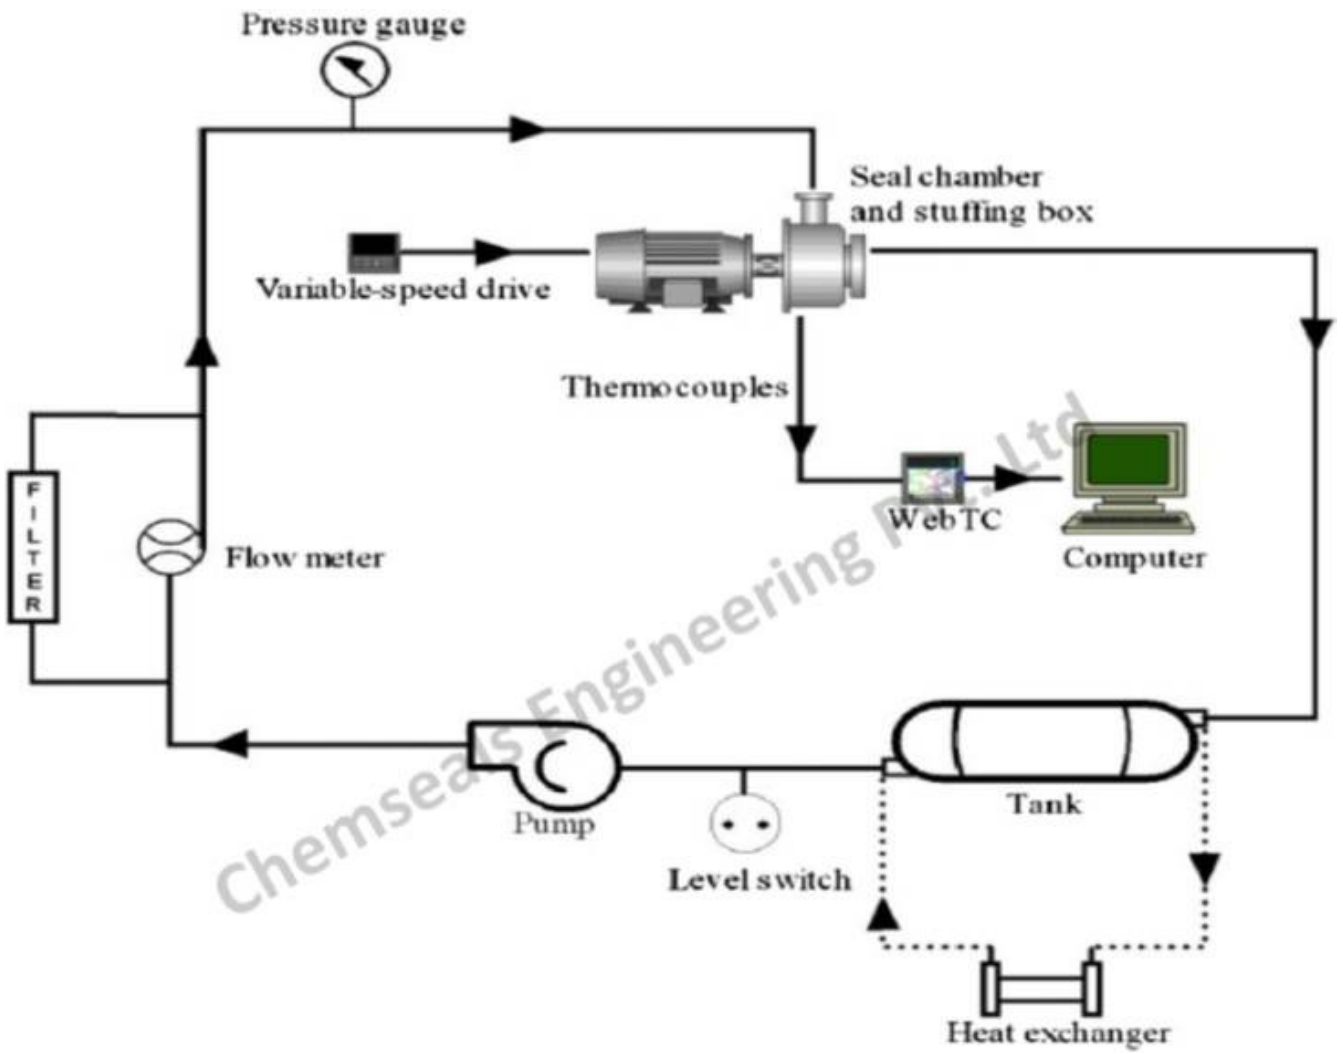 Pressure gauge
Seal chamber
and stuffing box
Variable-speed drive
Thermocouples
FILTER
WebTC
Flow meter
Computer
Chemseals Engineering Pvt. Ltd
Tank
Pump
Level switch
Heat exchanger